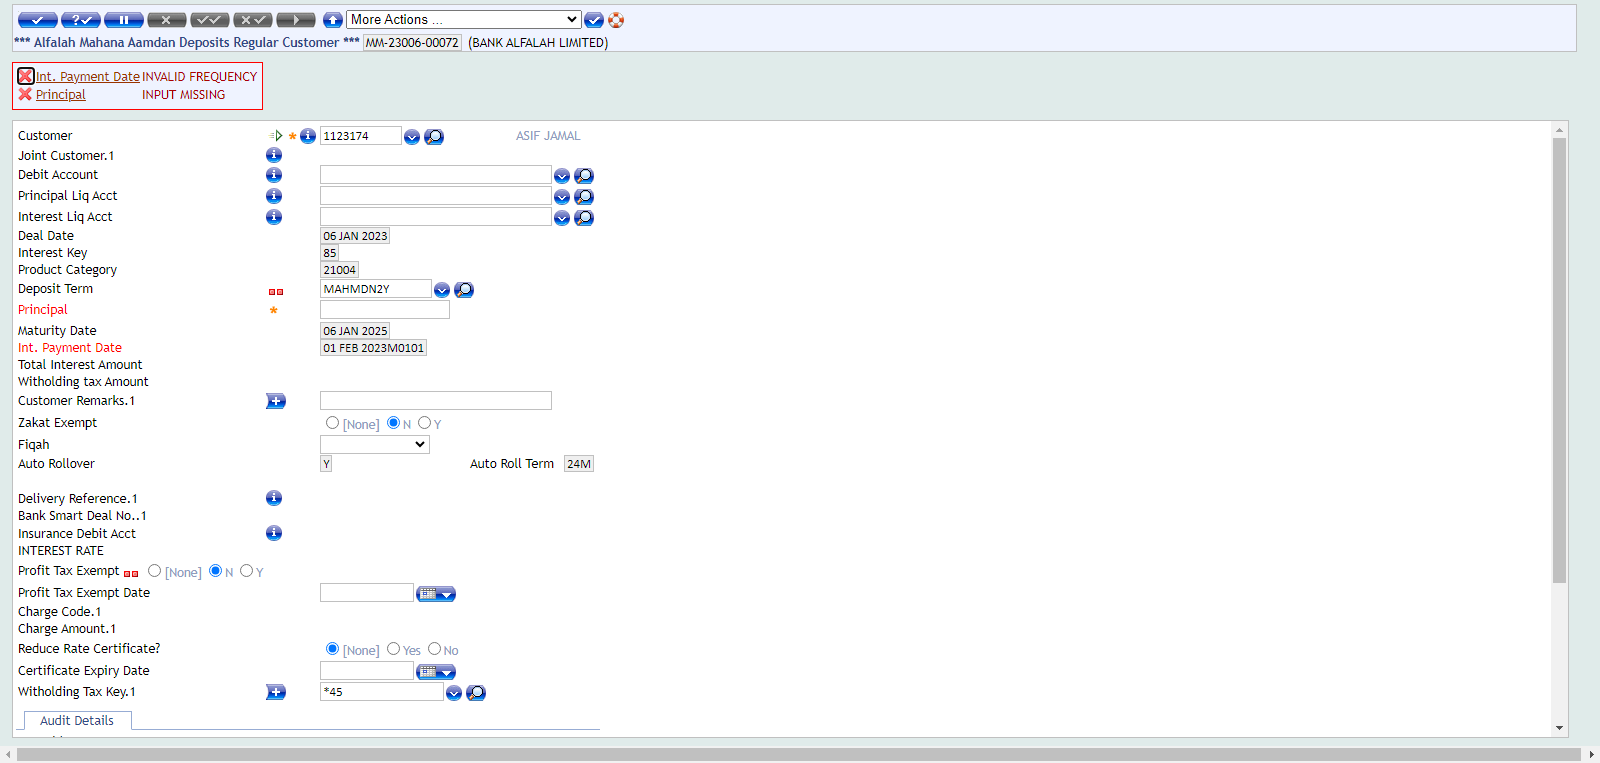 More Actions ...
*** Alfalah Mahana Aamdan Deposits Regular Customer *** MM-23006-00072 (BANK ALFALAH LIMITED)
Int. Payment Date INVALID FREQUENCY
Principal INPUT MISSING
Customer * 1123174 ASIF JAMAL
Joint Customer.1
Debit Account
Principal Liq Acct
Interest Liq Acct
Deal Date 06 JAN 2023
Interest Key 85
Product Category 21004
Deposit Term MAHMDN2Y
Principal *
Maturity Date 06 JAN 2025
Int. Payment Date 01 FEB 2023M0101
Total Interest Amount
Witholding tax Amount
Customer Remarks.1
Zakat Exempt [None] N Y
Fiqah
Auto Rollover Y Auto Roll Term 24M
Delivery Reference.1
Bank Smart Deal No..1
Insurance Debit Acct
INTEREST RATE
Profit Tax Exempt [None] N Y
Profit Tax Exempt Date
Charge Code.1
Charge Amount.1
Reduce Rate Certificate? [None] Yes No
Certificate Expiry Date
Witholding Tax Key.1 *45
Audit Details